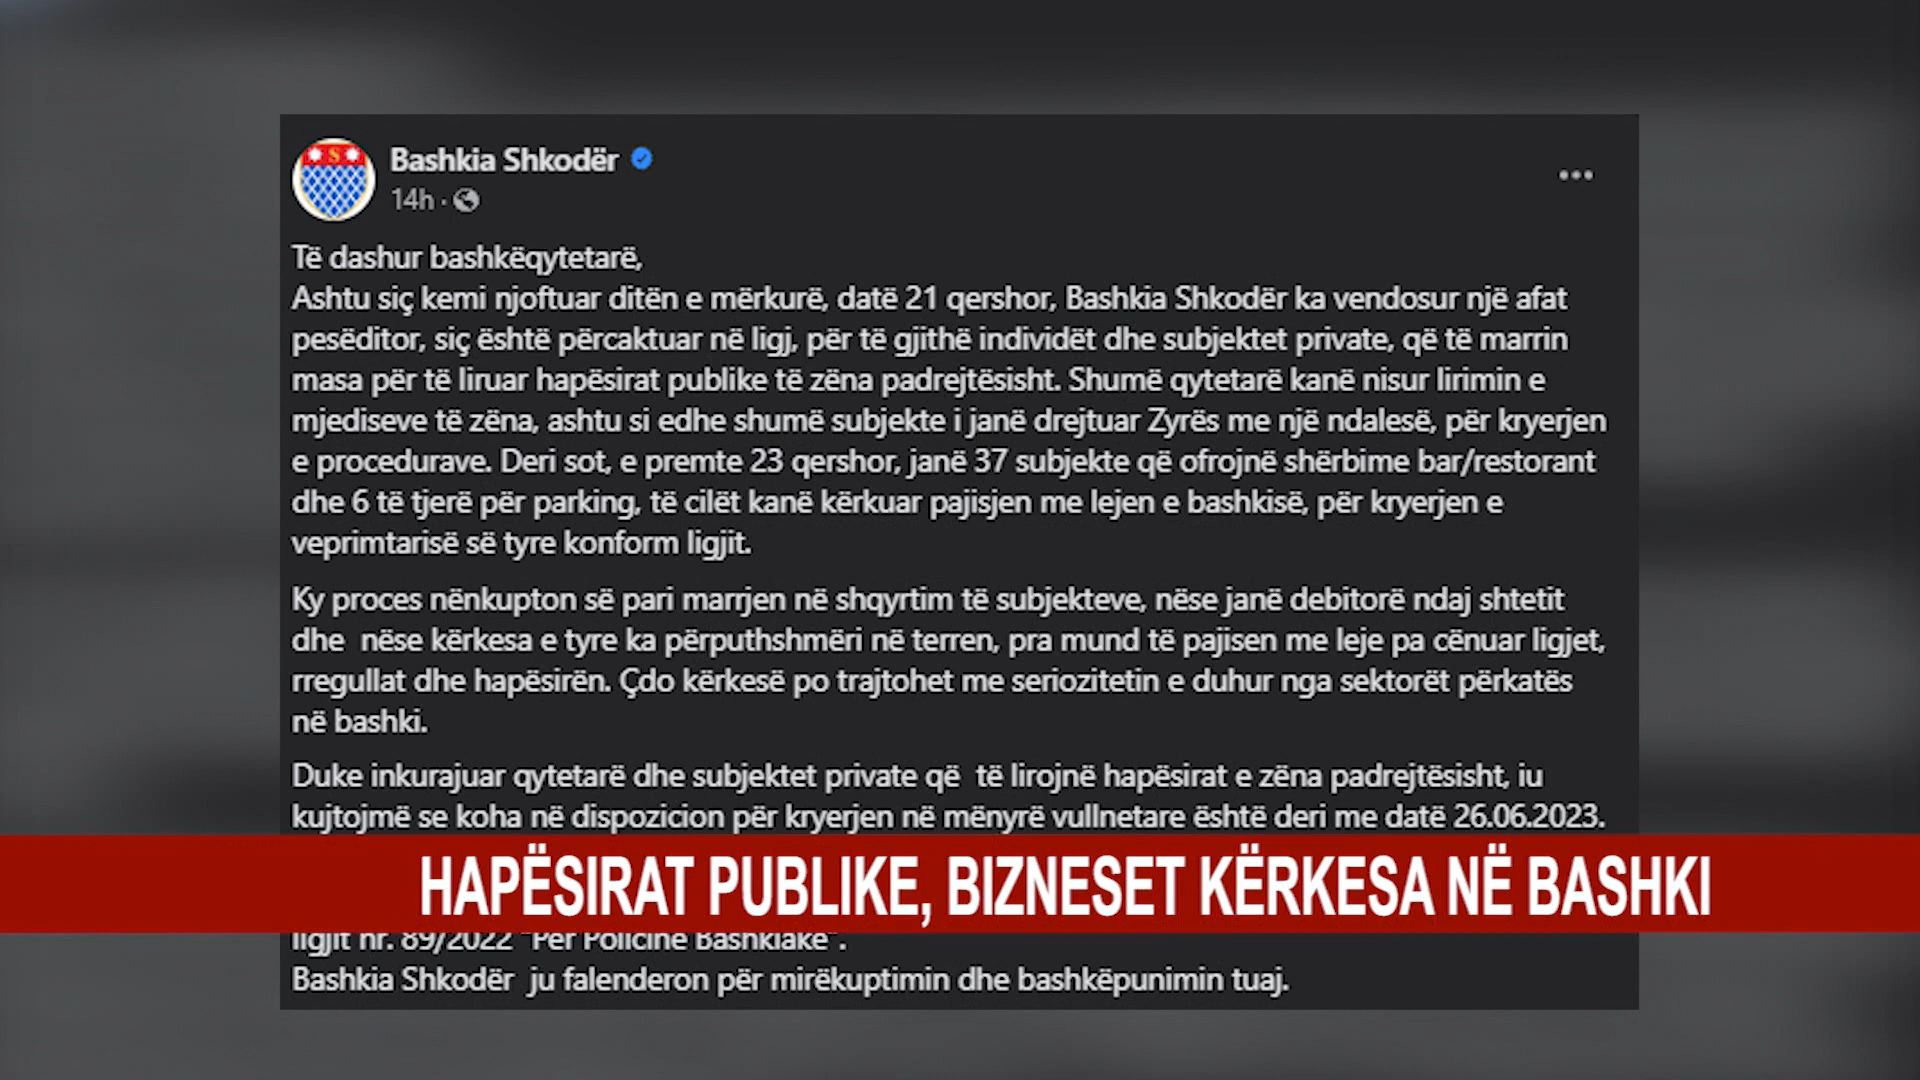 Bashkia Shkodër
14h ·
Të dashur bashkëqytetarë,
Ashtu siç kemi njoftuar ditën e mërkurë, datë 21 qershor, Bashkia Shkodër ka vendosur një afat
pesëditor, siç është përcaktuar në ligj, për të gjithë individët dhe subjektet private, që të marrin
masa për të liruar hapësirat publike të zëna padrejtësisht. Shumë qytetarë kanë nisur lirimin e
mjediseve të zëna, ashtu si edhe shumë subjekte i janë drejtuar Zyrës me një ndalesë, për kryerjen
e procedurave. Deri sot, e premte 23 qershor, janë 37 subjekte që ofrojnë shërbime bar/restorant
dhe 6 të tjerë për parking, të cilët kanë kërkuar pajisjen me lejen e bashkisë, për kryerjen e
veprimtarisë së tyre konform ligjit.
Ky proces nënkupton së pari marrjen në shqyrtim të subjekteve, nëse janë debitorë ndaj shtetit
dhe  nëse kërkesa e tyre ka përputhshmëri në terren, pra mund të pajisen me leje pa cënuar ligjet,
rregullat dhe hapësirën. Çdo kërkesë po trajtohet me seriozitetin e duhur nga sektorët përkatës
në bashki.
Duke inkurajuar qytetarë dhe subjektet private që  të lirojnë hapësirat e zëna padrejtësisht, iu
kujtojmë se koha në dispozicion për kryerjen në mënyrë vullnetare është deri me datë 26.06.2023.
HAPËSIRAT PUBLIKE, BIZNESET KËRKESA NË BASHKI
ligjit nr. 89/2022 "Për Policinë Bashkiake".
Bashkia Shkodër  ju falenderon për mirëkuptimin dhe bashkëpunimin tuaj.